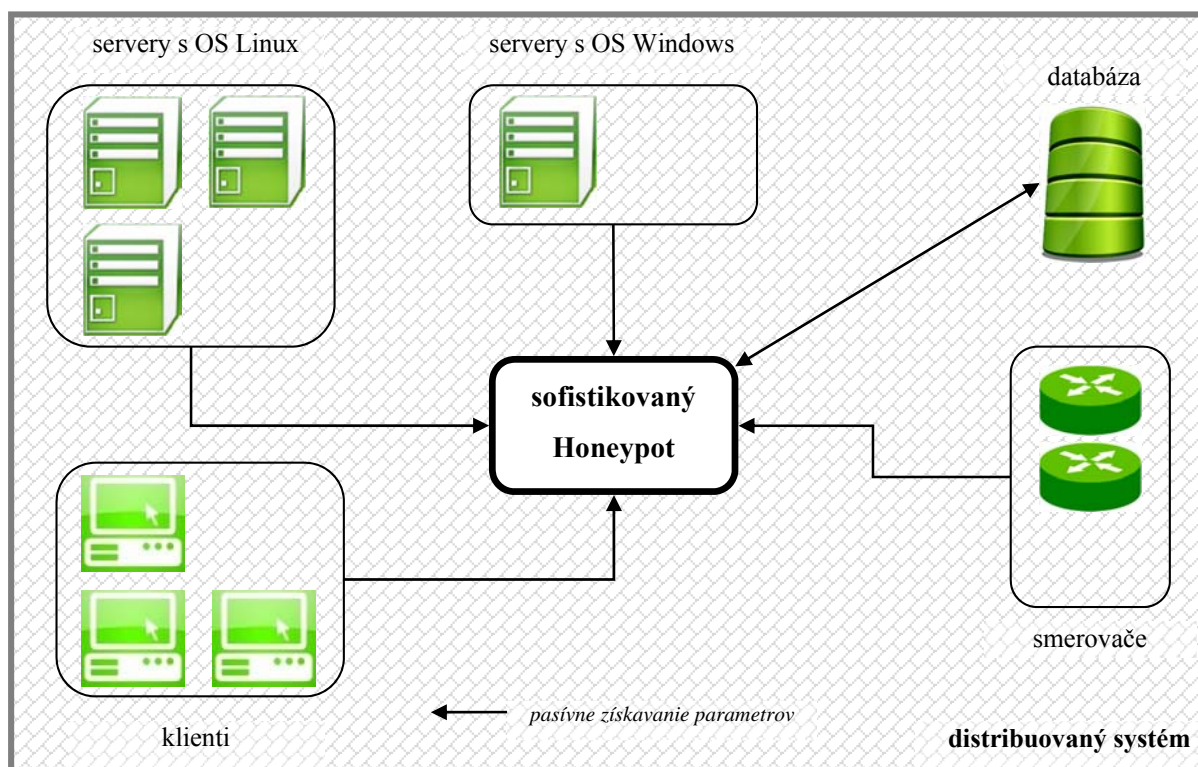 servery s OS Linux
servery s OS Windows
databáza
sofistikovaný
Honeypot
smerovače
klienti
pasívne získavanie parametrov
distribuovaný systém